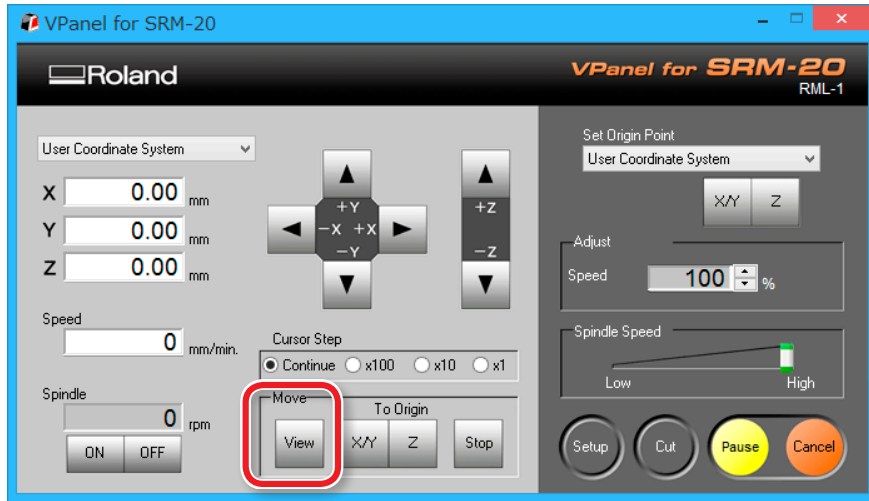 VPanel for SRM-20
Roland
VPanel for SRM-20
RML-1
User Coordinate System
X 0.00 mm
Y 0.00 mm
Z 0.00 mm
Speed
0 mm/min.
Spindle
0 rpm
ON OFF
+Y
-X +X
-Y
+Z
-Z
Cursor Step
Continue x100 x10 x1
Move
To Origin
View X/Y Z Stop
Set Origin Point
User Coordinate System
X/Y Z
Adjust
Speed 100 %
Spindle Speed
Low High
Setup Cut Pause Cancel